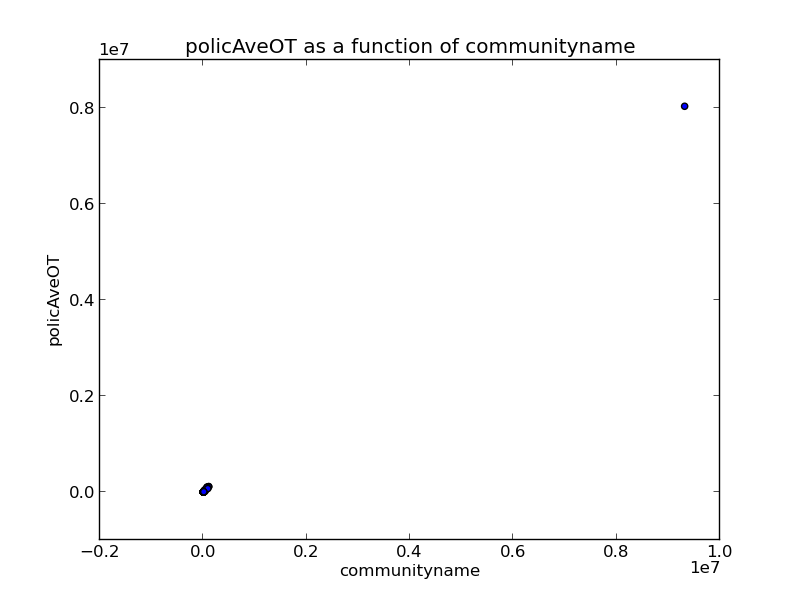 policAveOT as a function of communityname
1e7
0.8
0.6
0.4
0.2
0.0
policAveOT
−0.2 0.0 0.2 0.4 0.6 0.8 1.0
1e7
communityname